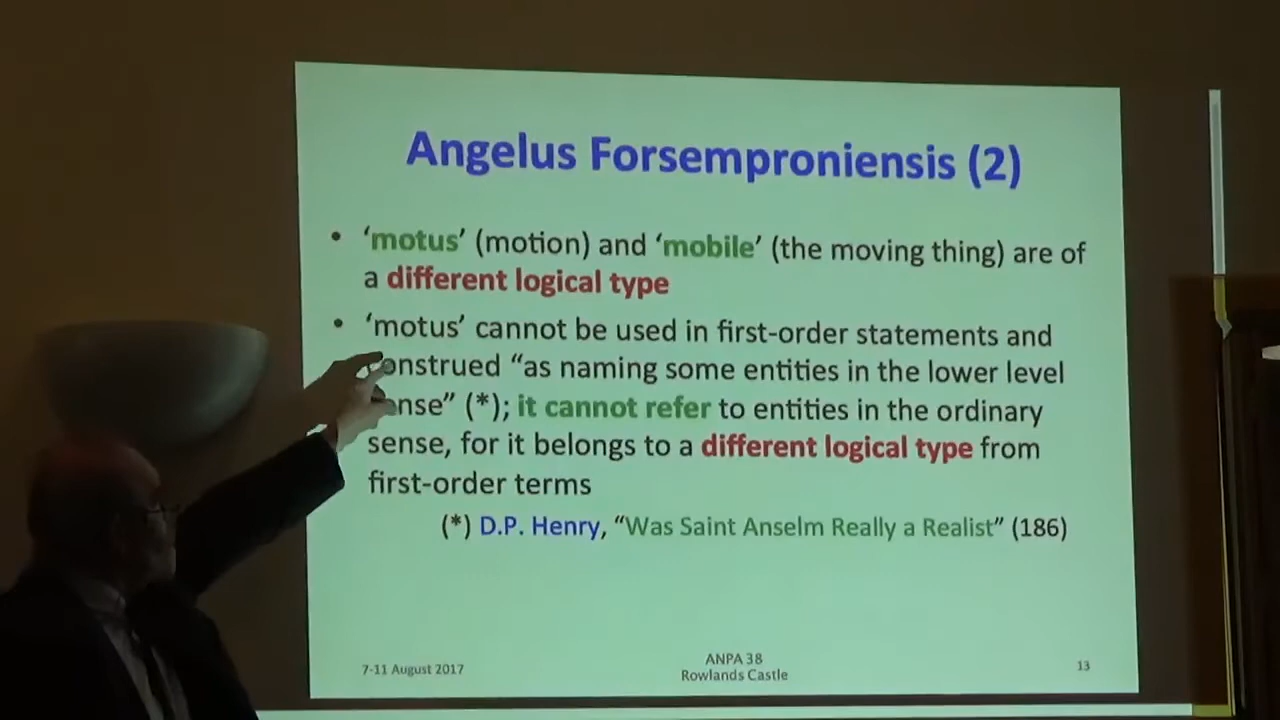 Angelus Forsemproniensis (2)
• ‘motus’ (motion) and ‘mobile’ (the moving thing) are of
a different logical type
• ‘motus’ cannot be used in first-order statements and
onstrued “as naming some entities in the lower level
nse” (*); it cannot refer to entities in the ordinary
sense, for it belongs to a different logical type from
first-order terms
(*) D.P. Henry, “Was Saint Anselm Really a Realist” (186)
7-11 August 2017
ANPA 38
Rowlands Castle
13